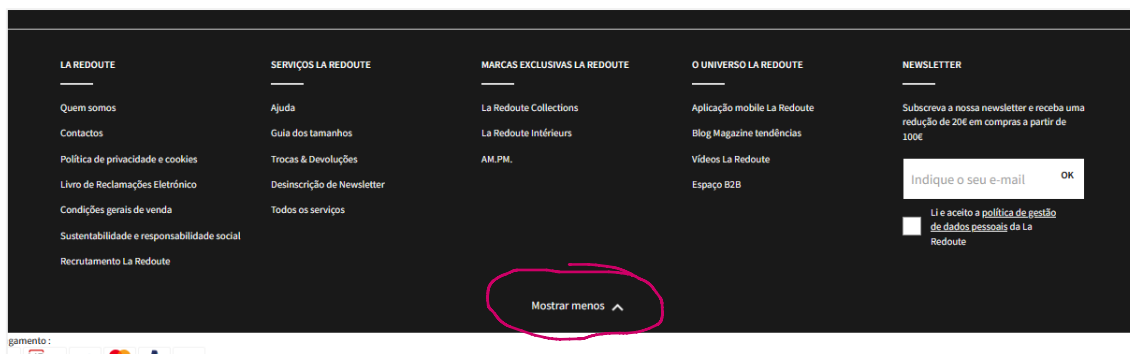 LA REDOUTE
Quem somos
Contactos
Política de privacidade e cookies
Livro de Reclamações Eletrónico
Condições gerais de venda
Sustentabilidade e responsabilidade social
Recrutamento La Redoute
SERVIÇOS LA REDOUTE
Ajuda
Guia dos tamanhos
Trocas & Devoluções
Desinscrição de Newsletter
Todos os serviços
MARCAS EXCLUSIVAS LA REDOUTE
La Redoute Collections
La Redoute Intérieurs
AM.PM.
O UNIVERSO LA REDOUTE
Aplicação mobile La Redoute
Blog Magazine tendências
Vídeos La Redoute
Espaço B2B
NEWSLETTER
Subscreva a nossa newsletter e receba uma
redução de 20€ em compras a partir de
100€
Indique o seu e-mail OK
Li e aceito a política de gestão
de dados pessoais da La
Redoute
Mostrar menos
gamento :